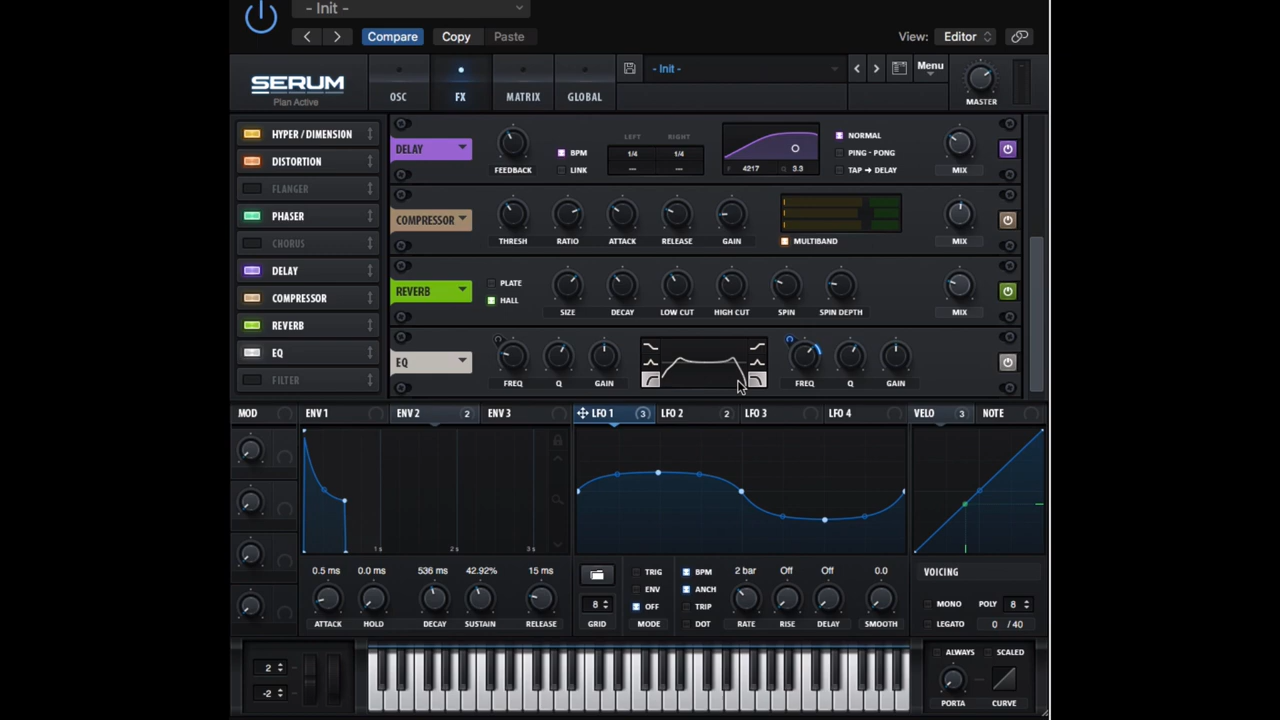 - Init -
Compare
Copy
Paste
View:
Editor
SERUM
Plan Active
OSC
FX
MATRIX
GLOBAL
- Init -
Menu
MASTER
HYPER / DIMENSION
DISTORTION
FLANGER
PHASER
CHORUS
DELAY
COMPRESSOR
REVERB
EQ
FILTER
DELAY
FEEDBACK
BPM
LINK
LEFT
RIGHT
1/4
1/4
4217
Q
3.3
NORMAL
PING - PONG
TAP ➔ DELAY
MIX
COMPRESSOR
THRESH
RATIO
ATTACK
RELEASE
GAIN
MULTIBAND
MIX
REVERB
PLATE
HALL
SIZE
DECAY
LOW CUT
HIGH CUT
SPIN
SPIN DEPTH
MIX
EQ
FREQ
Q
GAIN
FREQ
Q
GAIN
MOD
ENV 1
ENV 2
2
ENV 3
LFO 1
3
LFO 2
2
LFO 3
LFO 4
VELO
3
NOTE
1 s
2 s
3 s
0.5 ms
0.0 ms
536 ms
42.92%
15 ms
ATTACK
HOLD
DECAY
SUSTAIN
RELEASE
8
GRID
TRIG
ENV
OFF
MODE
BPM
ANCH
TRIP
DOT
2 bar
Off
Off
0.0
RATE
RISE
DELAY
SMOOTH
VOICING
MONO
POLY
8
LEGATO
0 / 40
2
-2
ALWAYS
SCALED
PORTA
CURVE